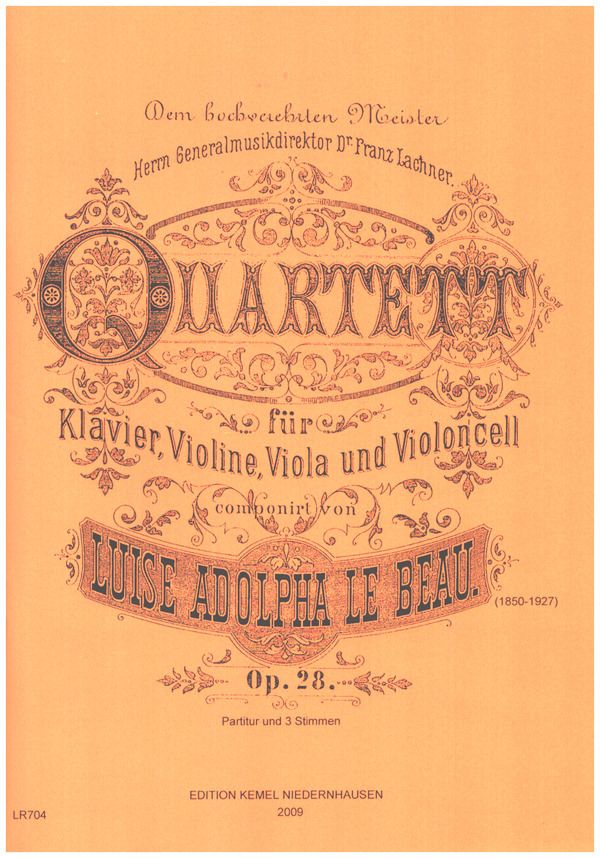 Dem hochverehrten Meister
Herrn Generalmusikdirektor Dr. Franz Lachner.
QUARTETT
für
Klavier, Violine, Viola und Violoncell
componirt von
LUISE ADOLPHA LE BEAU.
(1850-1927)
Op. 28.
Partitur und 3 Stimmen
EDITION KEMEL NIEDERNHAUSEN
2009
LR704